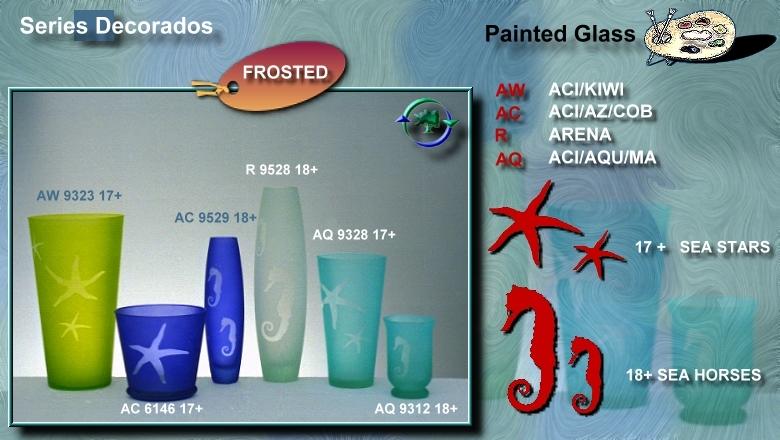 Series Decorados
Painted Glass
FROSTED
AW ACI/KIWI
AC ACI/AZ/COB
R ARENA
AQ ACI/AQU/MA
R 9528 18+
AW 9323 17+
AC 9529 18+
AQ 9328 17+
17 + SEA STARS
18+ SEA HORSES
AC 6146 17+
AQ 9312 18+